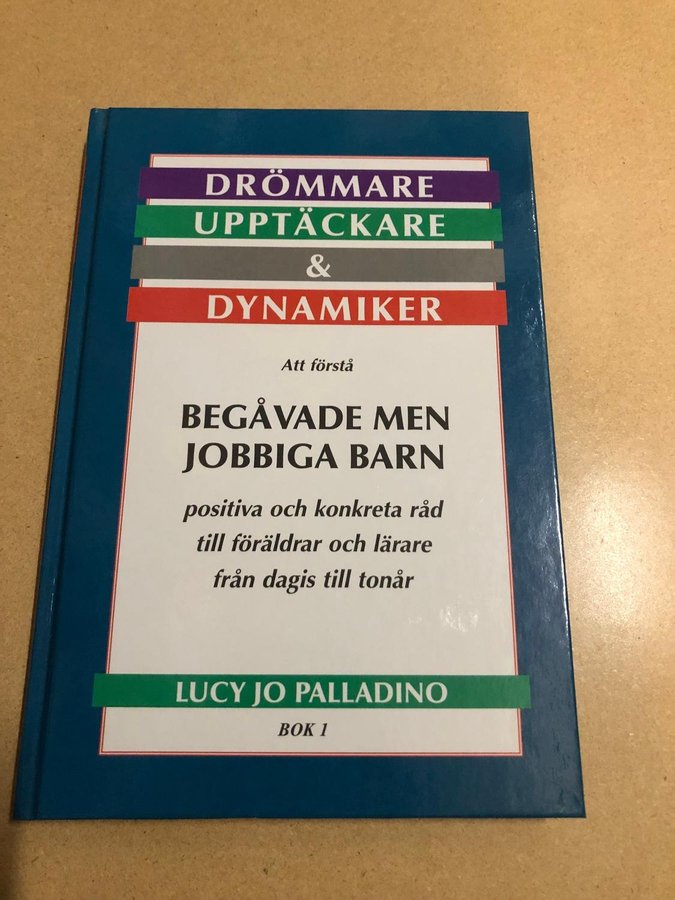 DRÖMMARE
UPPTÄCKARE
&
DYNAMIKER
Att förstå
BEGÅVADE MEN
JOBBIGA BARN
positiva och konkreta råd
till föräldrar och lärare
från dagis till tonår
LUCY JO PALLADINO
BOK 1